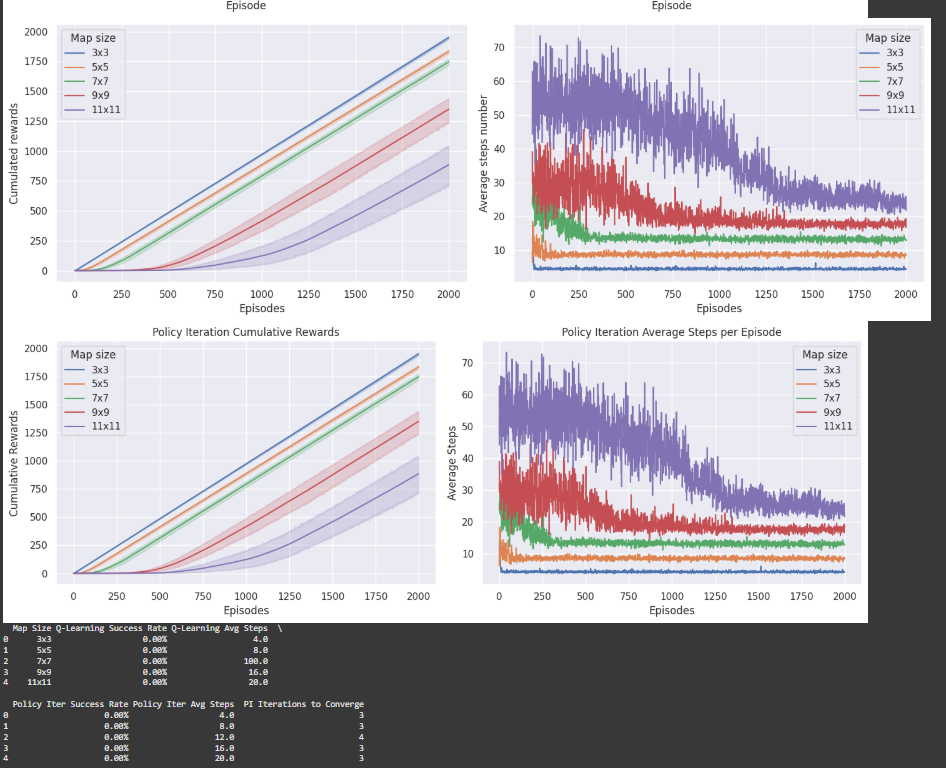 Episode
Episode
Map size
3x3
5x5
7x7
9x9
11x11
Cumulated rewards
2000
1750
1500
1250
1000
750
500
250
0
0 250 500 750 1000 1250 1500 1750 2000
Episodes
Map size
3x3
5x5
7x7
9x9
11x11
Average steps number
70
60
50
40
30
20
10
0 250 500 750 1000 1250 1500 1750 2000
Episodes
Policy Iteration Cumulative Rewards
Map size
3x3
5x5
7x7
9x9
11x11
Cumulative Rewards
2000
1750
1500
1250
1000
750
500
250
0
0 250 500 750 1000 1250 1500 1750 2000
Episodes
Policy Iteration Average Steps per Episode
Map size
3x3
5x5
7x7
9x9
11x11
Average Steps
70
60
50
40
30
20
10
0 250 500 750 1000 1250 1500 1750 2000
Episodes
Map Size Q-Learning Success Rate Q-Learning Avg Steps \
0 3x3 0.00% 4.0
1 5x5 0.00% 8.0
2 7x7 0.00% 100.0
3 9x9 0.00% 16.0
4 11x11 0.00% 20.0
Policy Iter Success Rate Policy Iter Avg Steps PI Iterations to Converge
0 0.00% 4.0 3
1 0.00% 8.0 3
2 0.00% 12.0 4
3 0.00% 16.0 3
4 0.00% 20.0 3